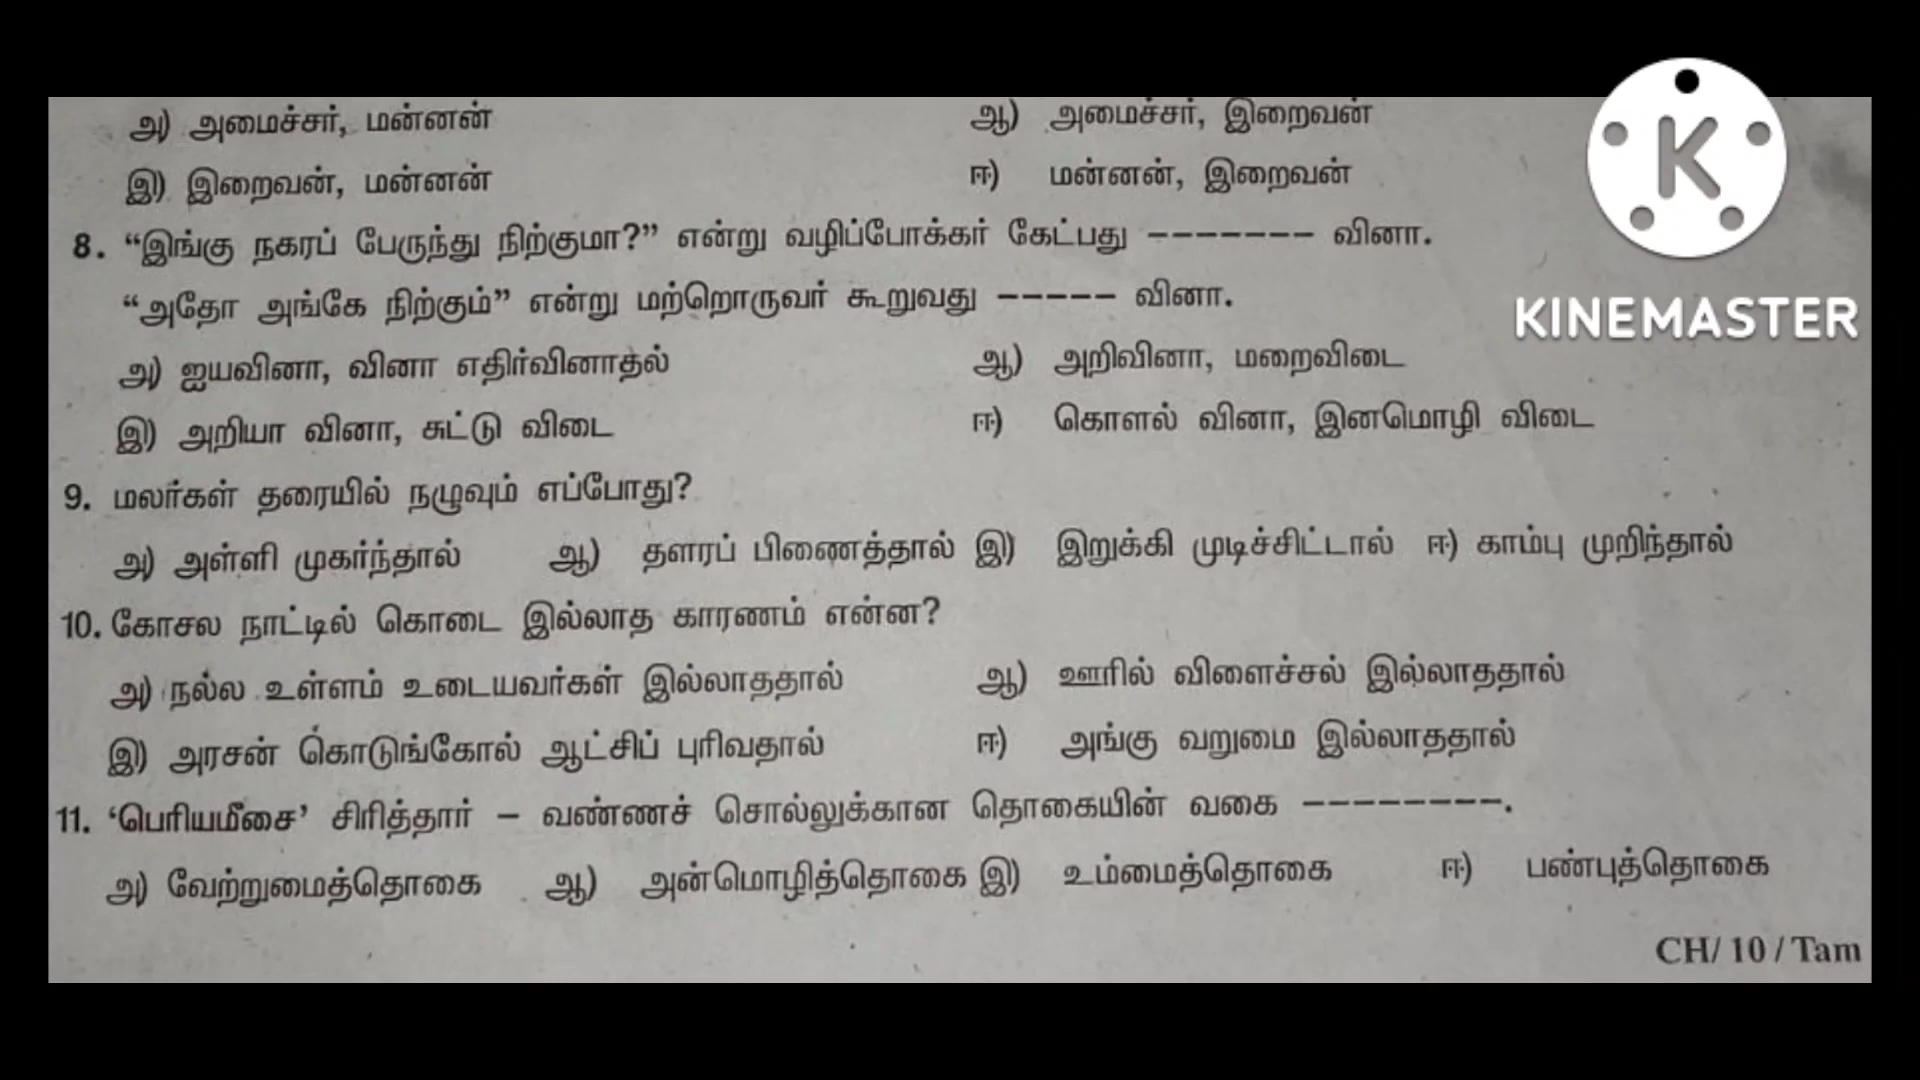 அ) அமைச்சர், மன்னன் ஆ) அமைச்சர், இறைவன்
இ) இறைவன், மன்னன் ஈ) மன்னன், இறைவன்
8. “இங்கு நகரப் பேருந்து நிற்குமா?” என்று வழிப்போக்கர் கேட்பது ------- வினா.
“அதோ அங்கே நிற்கும்” என்று மற்றொருவர் கூறுவது ----- வினா.
அ) ஐயவினா, வினா எதிர்வினாதல் ஆ) அறிவினா, மறைவிடை
இ) அறியா வினா, சுட்டு விடை ஈ) கொளல் வினா, இனமொழி விடை
9. மலர்கள் தரையில் நழுவும் எப்போது?
அ) அள்ளி முகர்ந்தால் ஆ) தளரப் பிணைத்தால் இ) இறுக்கி முடிச்சிட்டால் ஈ) காம்பு முறிந்தால்
10. கோசல நாட்டில் கொடை இல்லாத காரணம் என்ன?
அ) நல்ல உள்ளம் உடையவர்கள் இல்லாததால் ஆ) ஊரில் விளைச்சல் இல்லாததால்
இ) அரசன் கொடுங்கோல் ஆட்சிப் புரிவதால் ஈ) அங்கு வறுமை இல்லாததால்
11. ‘பெரியமீசை’ சிரித்தார் – வண்ணச் சொல்லுக்கான தொகையின் வகை --------.
அ) வேற்றுமைத்தொகை ஆ) அன்மொழித்தொகை இ) உம்மைத்தொகை ஈ) பண்புத்தொகை
CH/ 10 / Tam
K
KINEMASTER